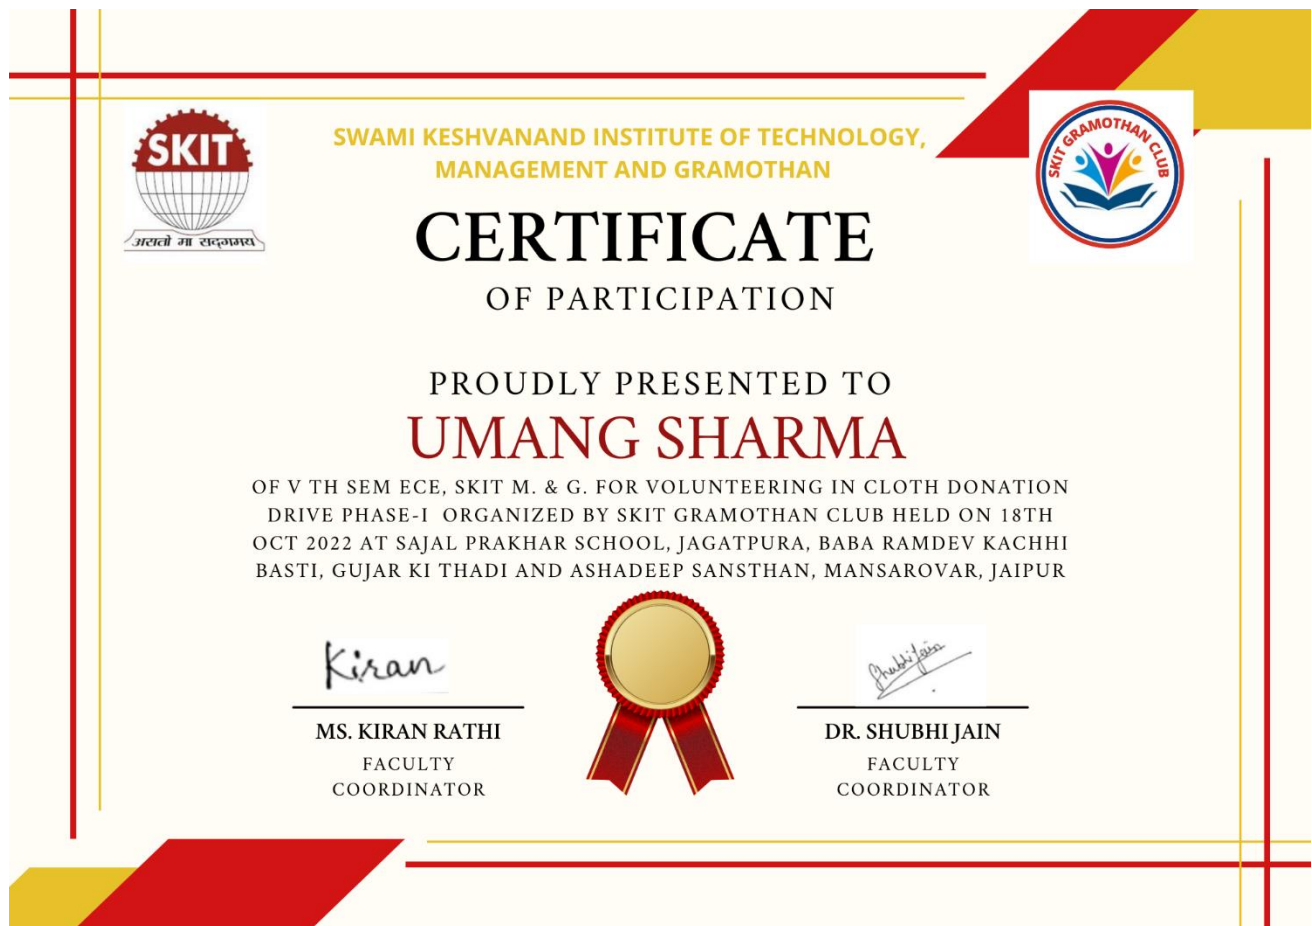 SKIT
असतो मा सद्गमय
SWAMI KESHVANAND INSTITUTE OF TECHNOLOGY,
MANAGEMENT AND GRAMOTHAN
SKIT GRAMOTHAN CLUB
CERTIFICATE
OF PARTICIPATION
PROUDLY PRESENTED TO
UMANG SHARMA
OF V TH SEM ECE, SKIT M. & G. FOR VOLUNTEERING IN CLOTH DONATION
DRIVE PHASE-I ORGANIZED BY SKIT GRAMOTHAN CLUB HELD ON 18TH
OCT 2022 AT SAJAL PRAKHAR SCHOOL, JAGATPURA, BABA RAMDEV KACHHI
BASTI, GUJAR KI THADI AND ASHADEEP SANSTHAN, MANSAROVAR, JAIPUR
Kiran
Shubhi Jain
MS. KIRAN RATHI
DR. SHUBHI JAIN
FACULTY
COORDINATOR
FACULTY
COORDINATOR